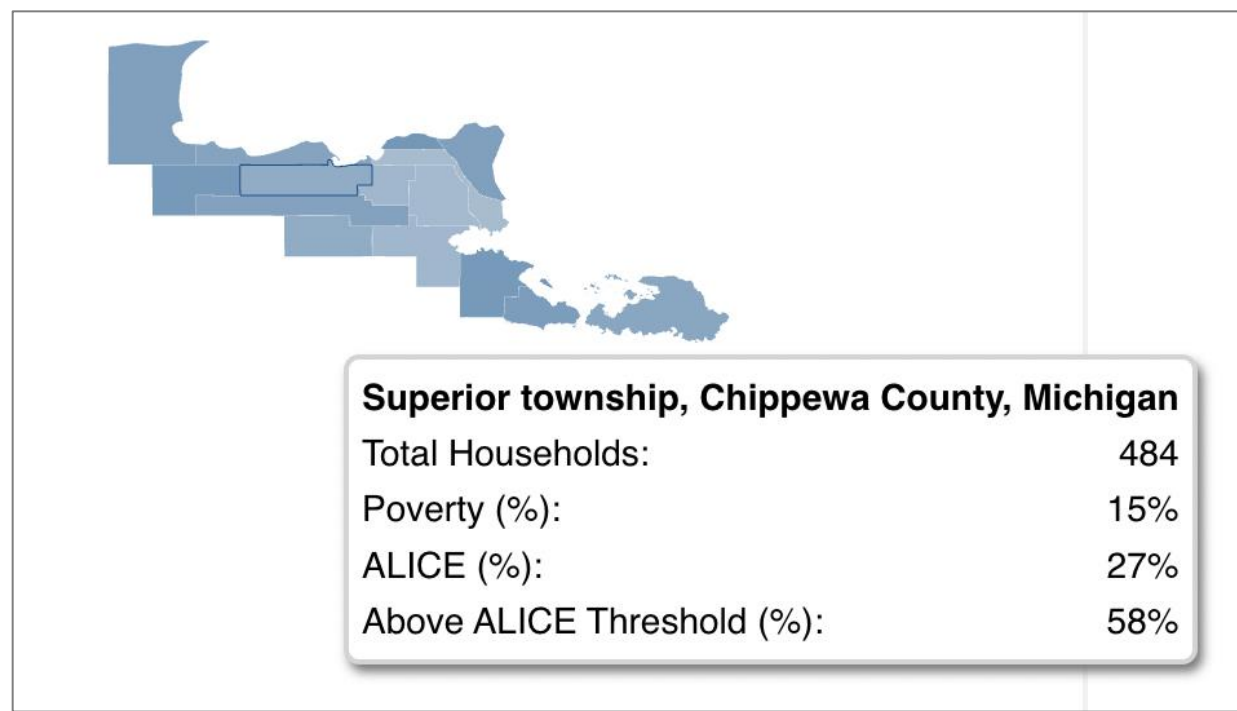 Superior township, Chippewa County, Michigan
Total Households: 484
Poverty (%): 15%
ALICE (%): 27%
Above ALICE Threshold (%): 58%